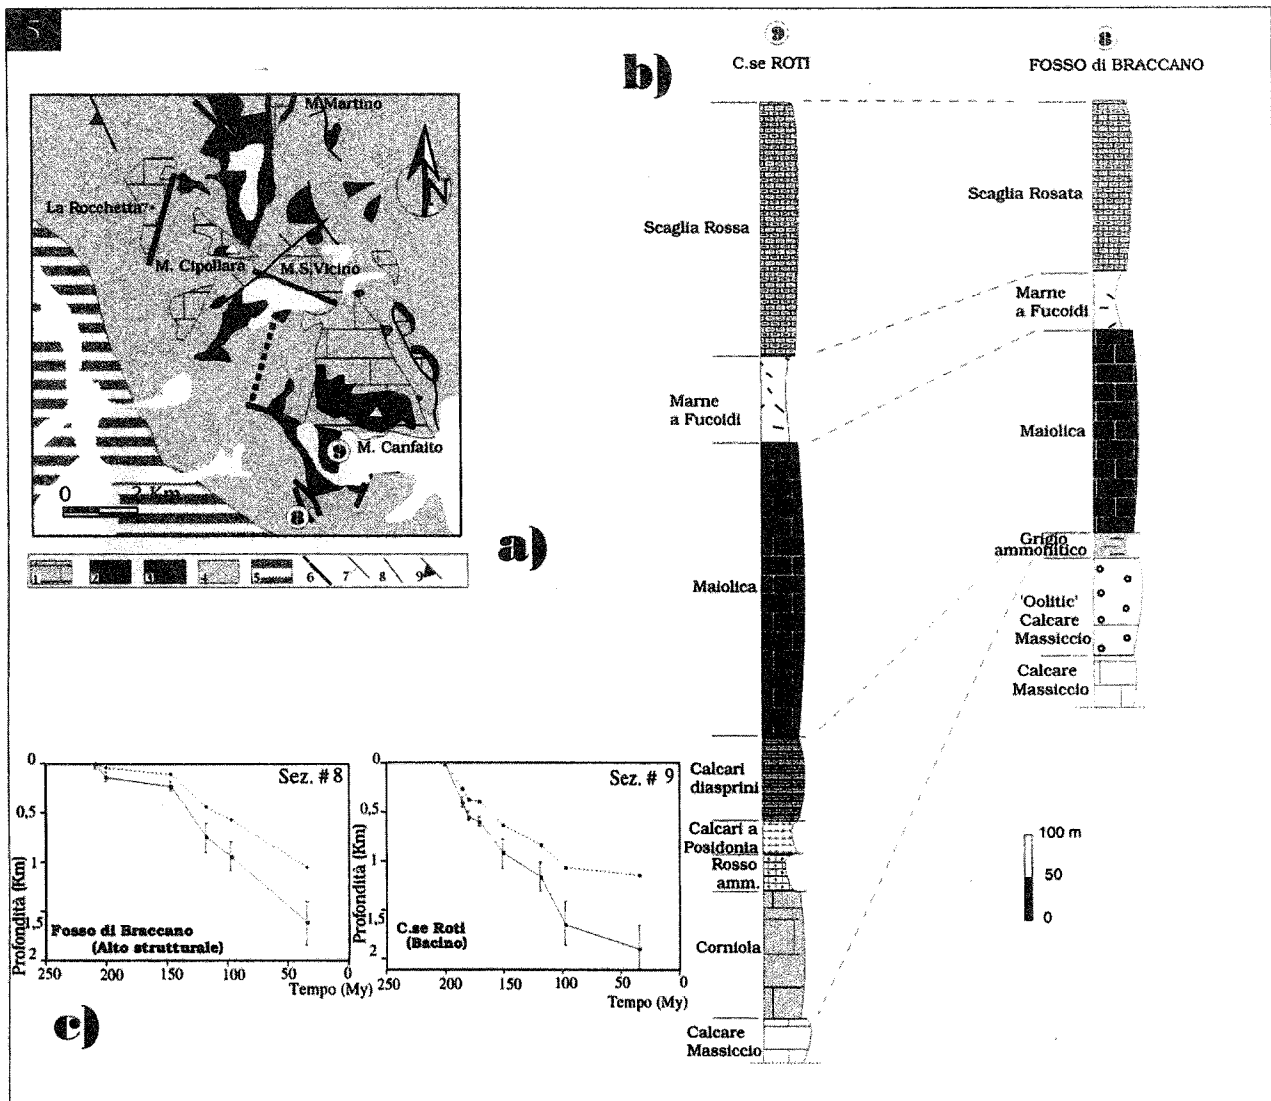 5
M.Martino
N
La Rocchetta
M. Cipollara
M.S.Vicino
M. Canfaito
9
8
0 2 Km
1 2 3 4 5 6 7 8 9
a)
b)
9
C.se ROTI
8
FOSSO di BRACCANO
Scaglia Rossa
Marne
a Fucoidi
Maiolica
Calcari
diasprini
Calcari a
Posidonia
Rosso
amm.
Corniola
Calcare
Massiccio
Scaglia Rosata
Marne
a Fucoidi
Maiolica
Grigio
ammonitico
'Oolitic'
Calcare
Massiccio
Calcare
Massiccio
100 m
50
0
Sez. # 8
0
0,5
1
1,5
2
Profondità (Km)
Fosso di Braccano
(Alto strutturale)
250 200 150 100 50 0
Tempo (My)
Sez. # 9
0
0,5
1
1,5
2
Profondità (Km)
C.se Roti
(Bacino)
250 200 150 100 50 0
Tempo (My)
c)